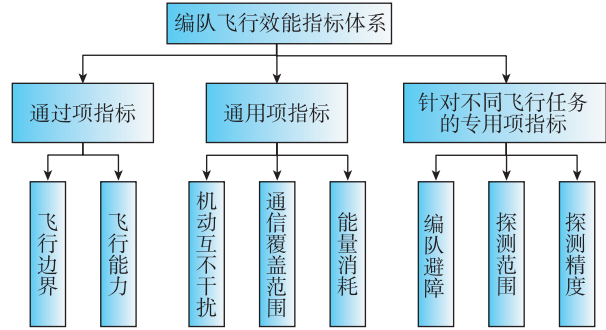 编队飞行效能指标体系
通过项指标
通用项指标
针对不同飞行任务
的专用项指标
飞行边界
飞行能力
机动互不干扰
通信覆盖范围
能量消耗
编队避障
探测范围
探测精度